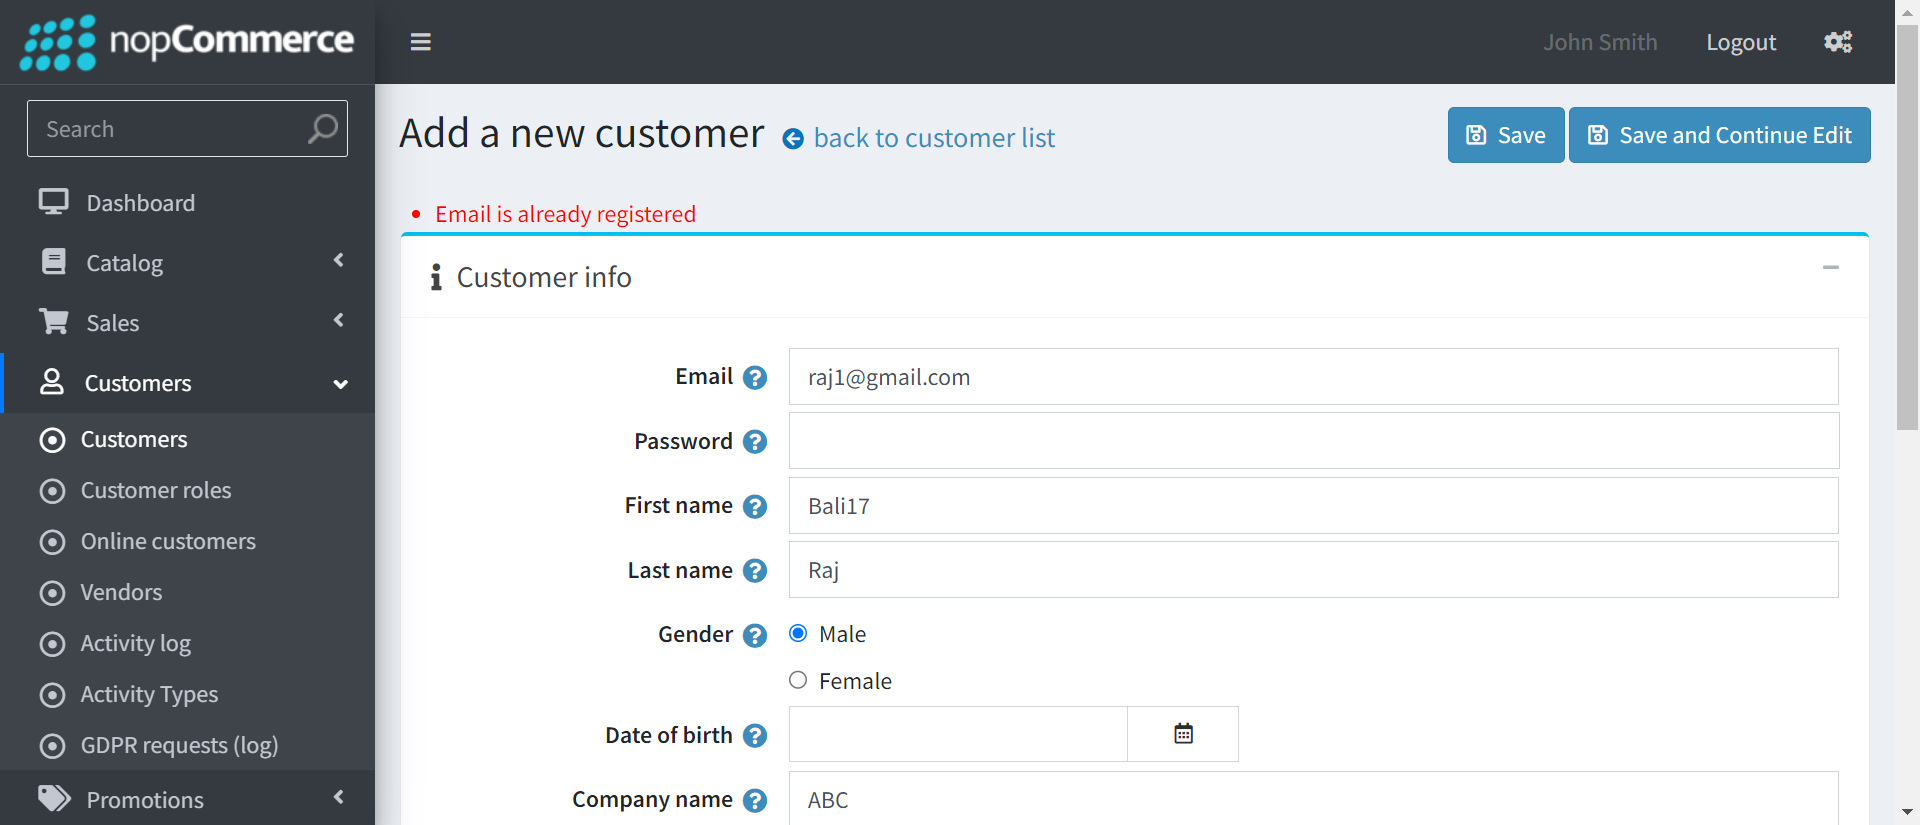 nopCommerce
John Smith
Logout
Search
Add a new customer
back to customer list
Save
Save and Continue Edit
Dashboard
Catalog
Sales
Customers
Customers
Customer roles
Online customers
Vendors
Activity log
Activity Types
GDPR requests (log)
Promotions
Email is already registered
Customer info
Email raj1@gmail.com
Password
First name Bali17
Last name Raj
Gender Male
Female
Date of birth
Company name ABC